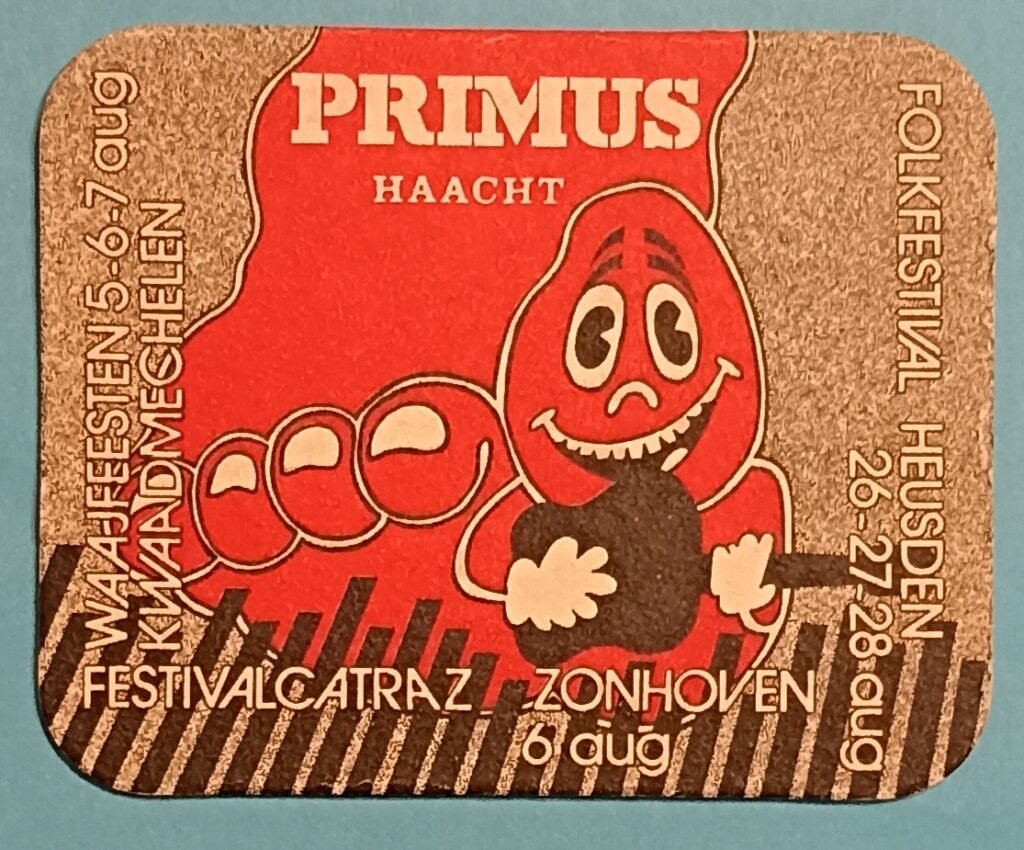 PRIMUS
HAACHT
WAAJFEESTEN 5-6-7 aug
KWAADMECHELEN
FOLKFESTIVAL HEUSDEN
26-27-28 aug
FESTIVALCATRAZ ZONHOVEN
6 aug